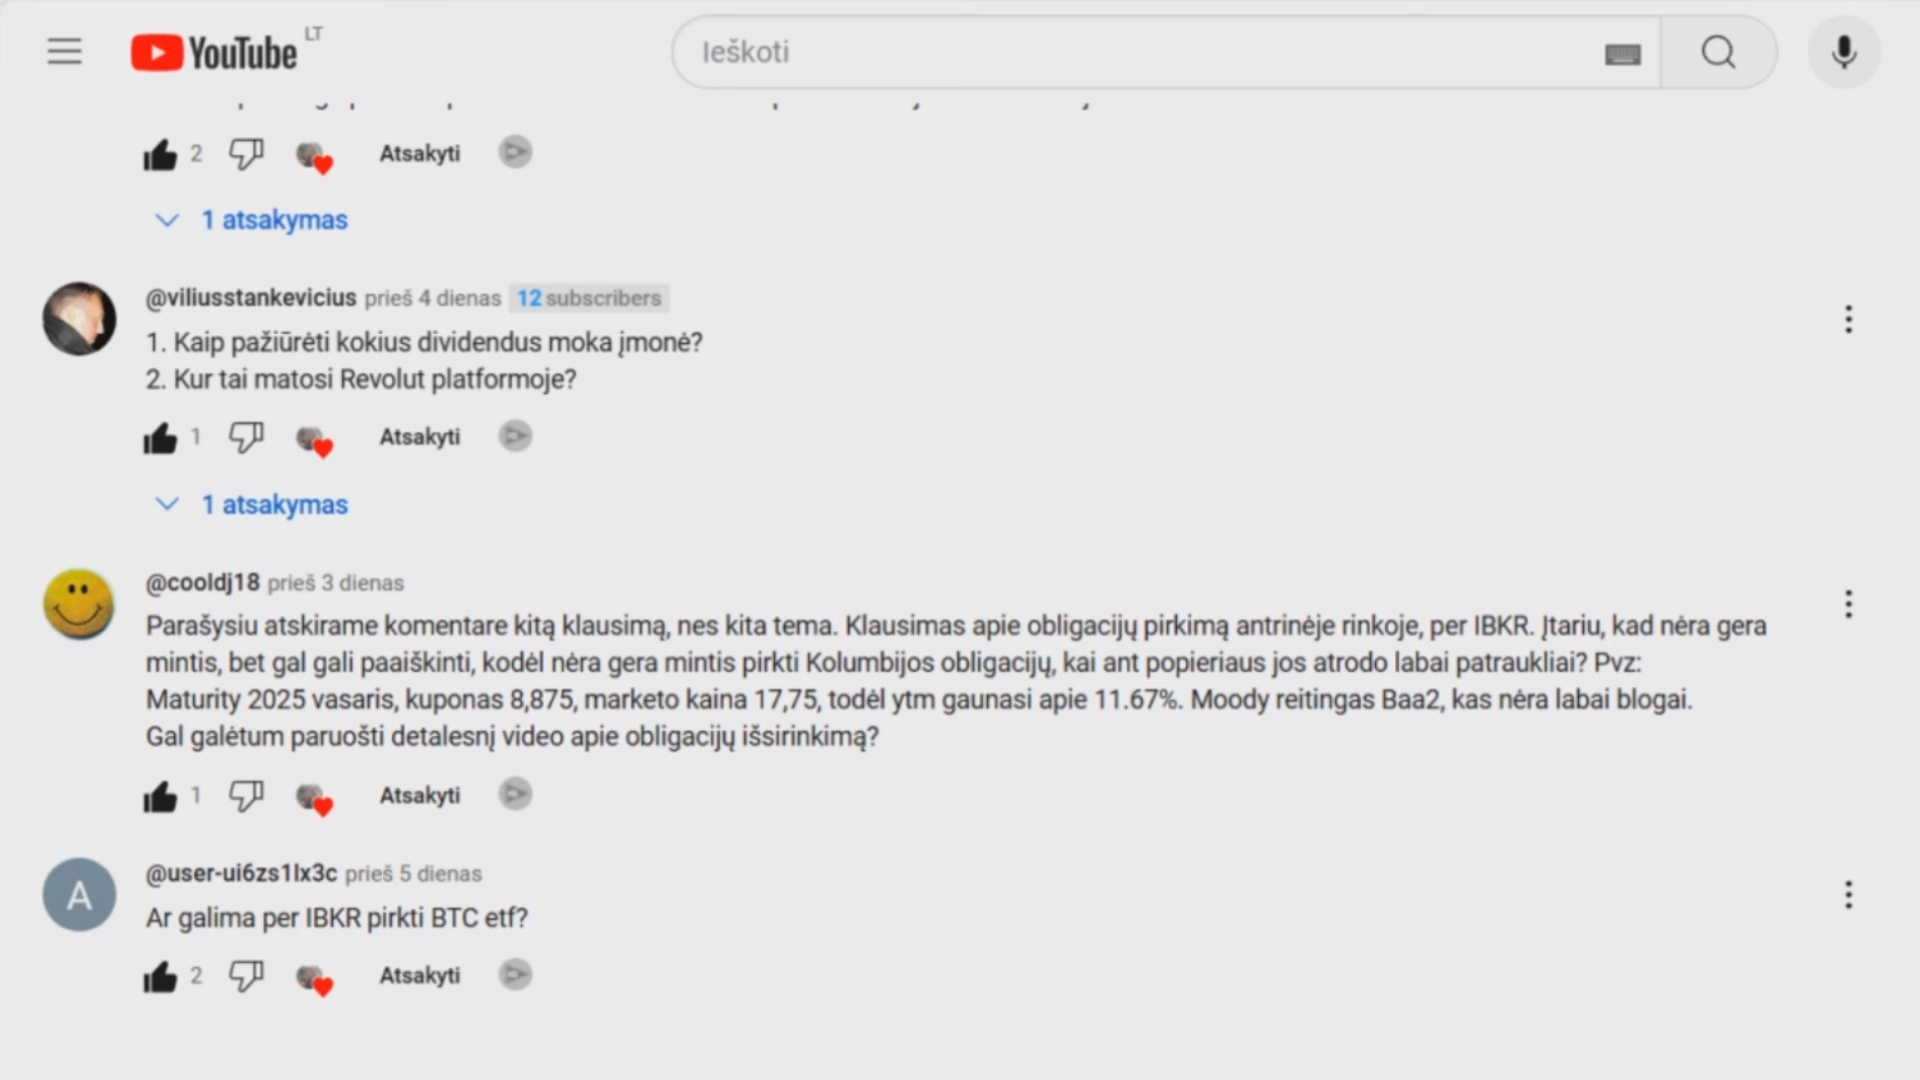 YouTube LT
Ieškoti
2 Atsakyti
1 atsakymas
@viliusstankevicius prieš 4 dienas 12 subscribers
1. Kaip pažiūrėti kokius dividendus moka įmonė?
2. Kur tai matosi Revolut platformoje?
1 Atsakyti
1 atsakymas
@cooldj18 prieš 3 dienas
Parašysiu atskirame komentare kitą klausimą, nes kita tema. Klausimas apie obligacijų pirkimą antrinėje rinkoje, per IBKR. Įtariu, kad nėra gera
mintis, bet gal gali paaiškinti, kodėl nėra gera mintis pirkti Kolumbijos obligacijų, kai ant popieriaus jos atrodo labai patraukliai? Pvz:
Maturity 2025 vasaris, kuponas 8,875, marketo kaina 17,75, todėl ytm gaunasi apie 11.67%. Moody reitingas Baa2, kas nėra labai blogai.
Gal galėtum paruošti detalesnį video apie obligacijų išsirinkimą?
1 Atsakyti
A
@user-ui6zs1lx3c prieš 5 dienas
Ar galima per IBKR pirkti BTC etf?
2 Atsakyti